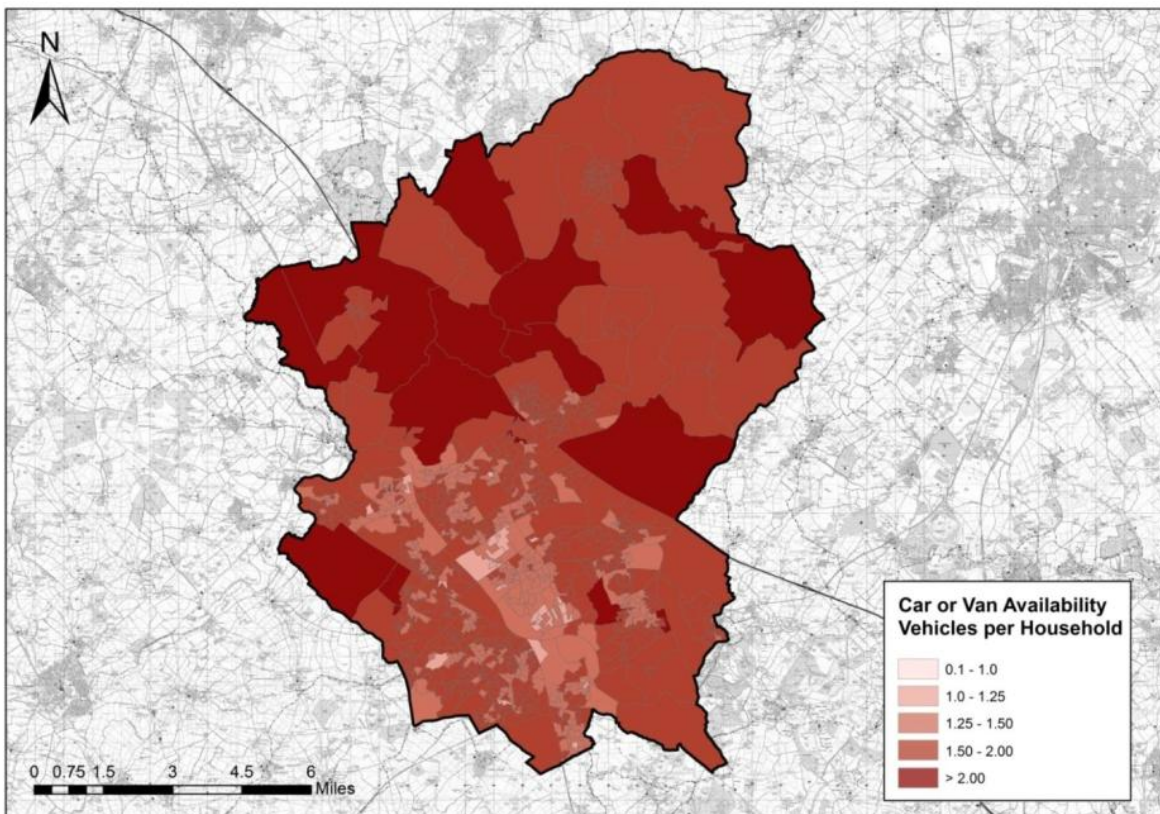 N
Car or Van Availability
Vehicles per Household
0.1 - 1.0
1.0 - 1.25
1.25 - 1.50
1.50 - 2.00
> 2.00
0 0.75 1.5 3 4.5 6
Miles